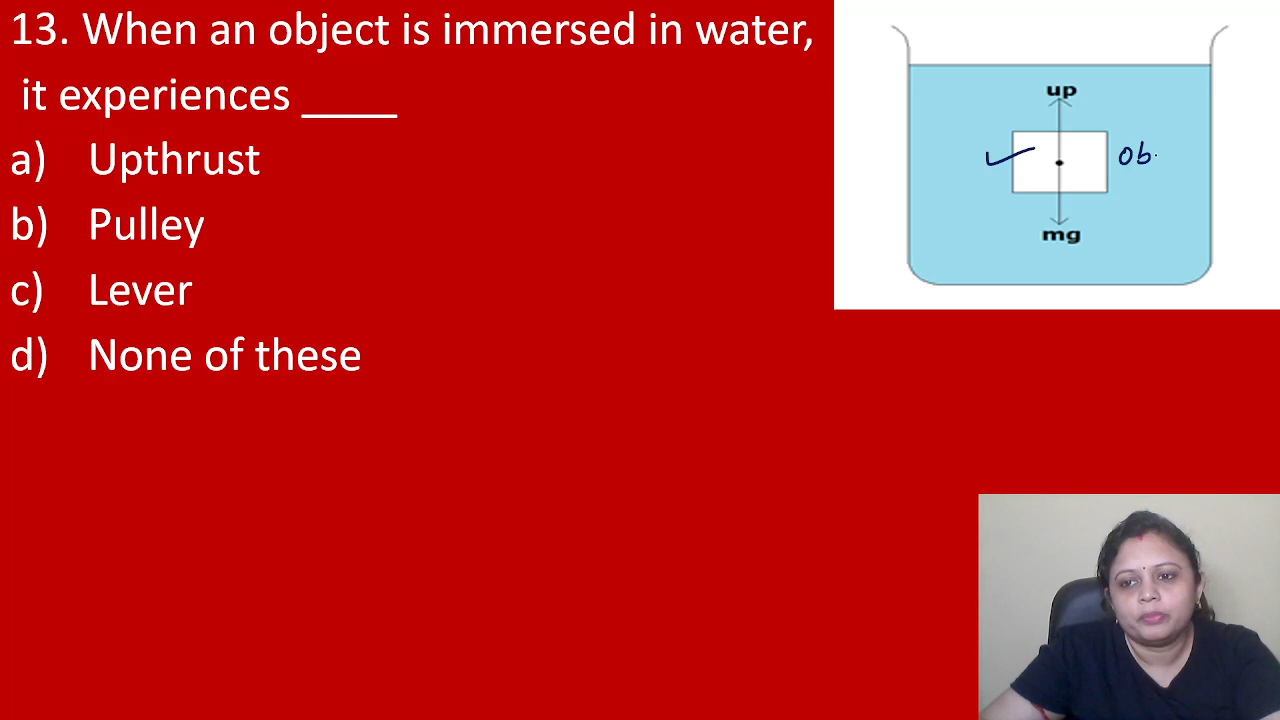 13. When an object is immersed in water,
it experiences ____
a) Upthrust
b) Pulley
c) Lever
d) None of these
up
ob.
mg